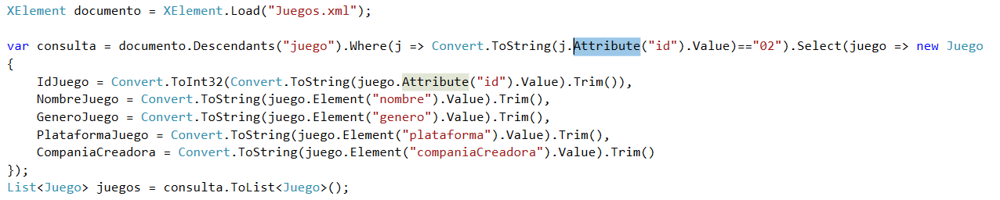 XElement documento = XElement.Load("Juegos.xml");
var consulta = documento.Descendants("juego").Where(j => Convert.ToString(j.Attribute("id").Value)=="02").Select(juego => new Juego
{
IdJuego = Convert.ToInt32(Convert.ToString(juego.Attribute("id").Value).Trim()),
NombreJuego = Convert.ToString(juego.Element("nombre").Value).Trim(),
GeneroJuego = Convert.ToString(juego.Element("genero").Value).Trim(),
PlataformaJuego = Convert.ToString(juego.Element("plataforma").Value).Trim(),
CompaniaCreadora = Convert.ToString(juego.Element("companiaCreadora").Value).Trim()
});
List<Juego> juegos = consulta.ToList<Juego>();